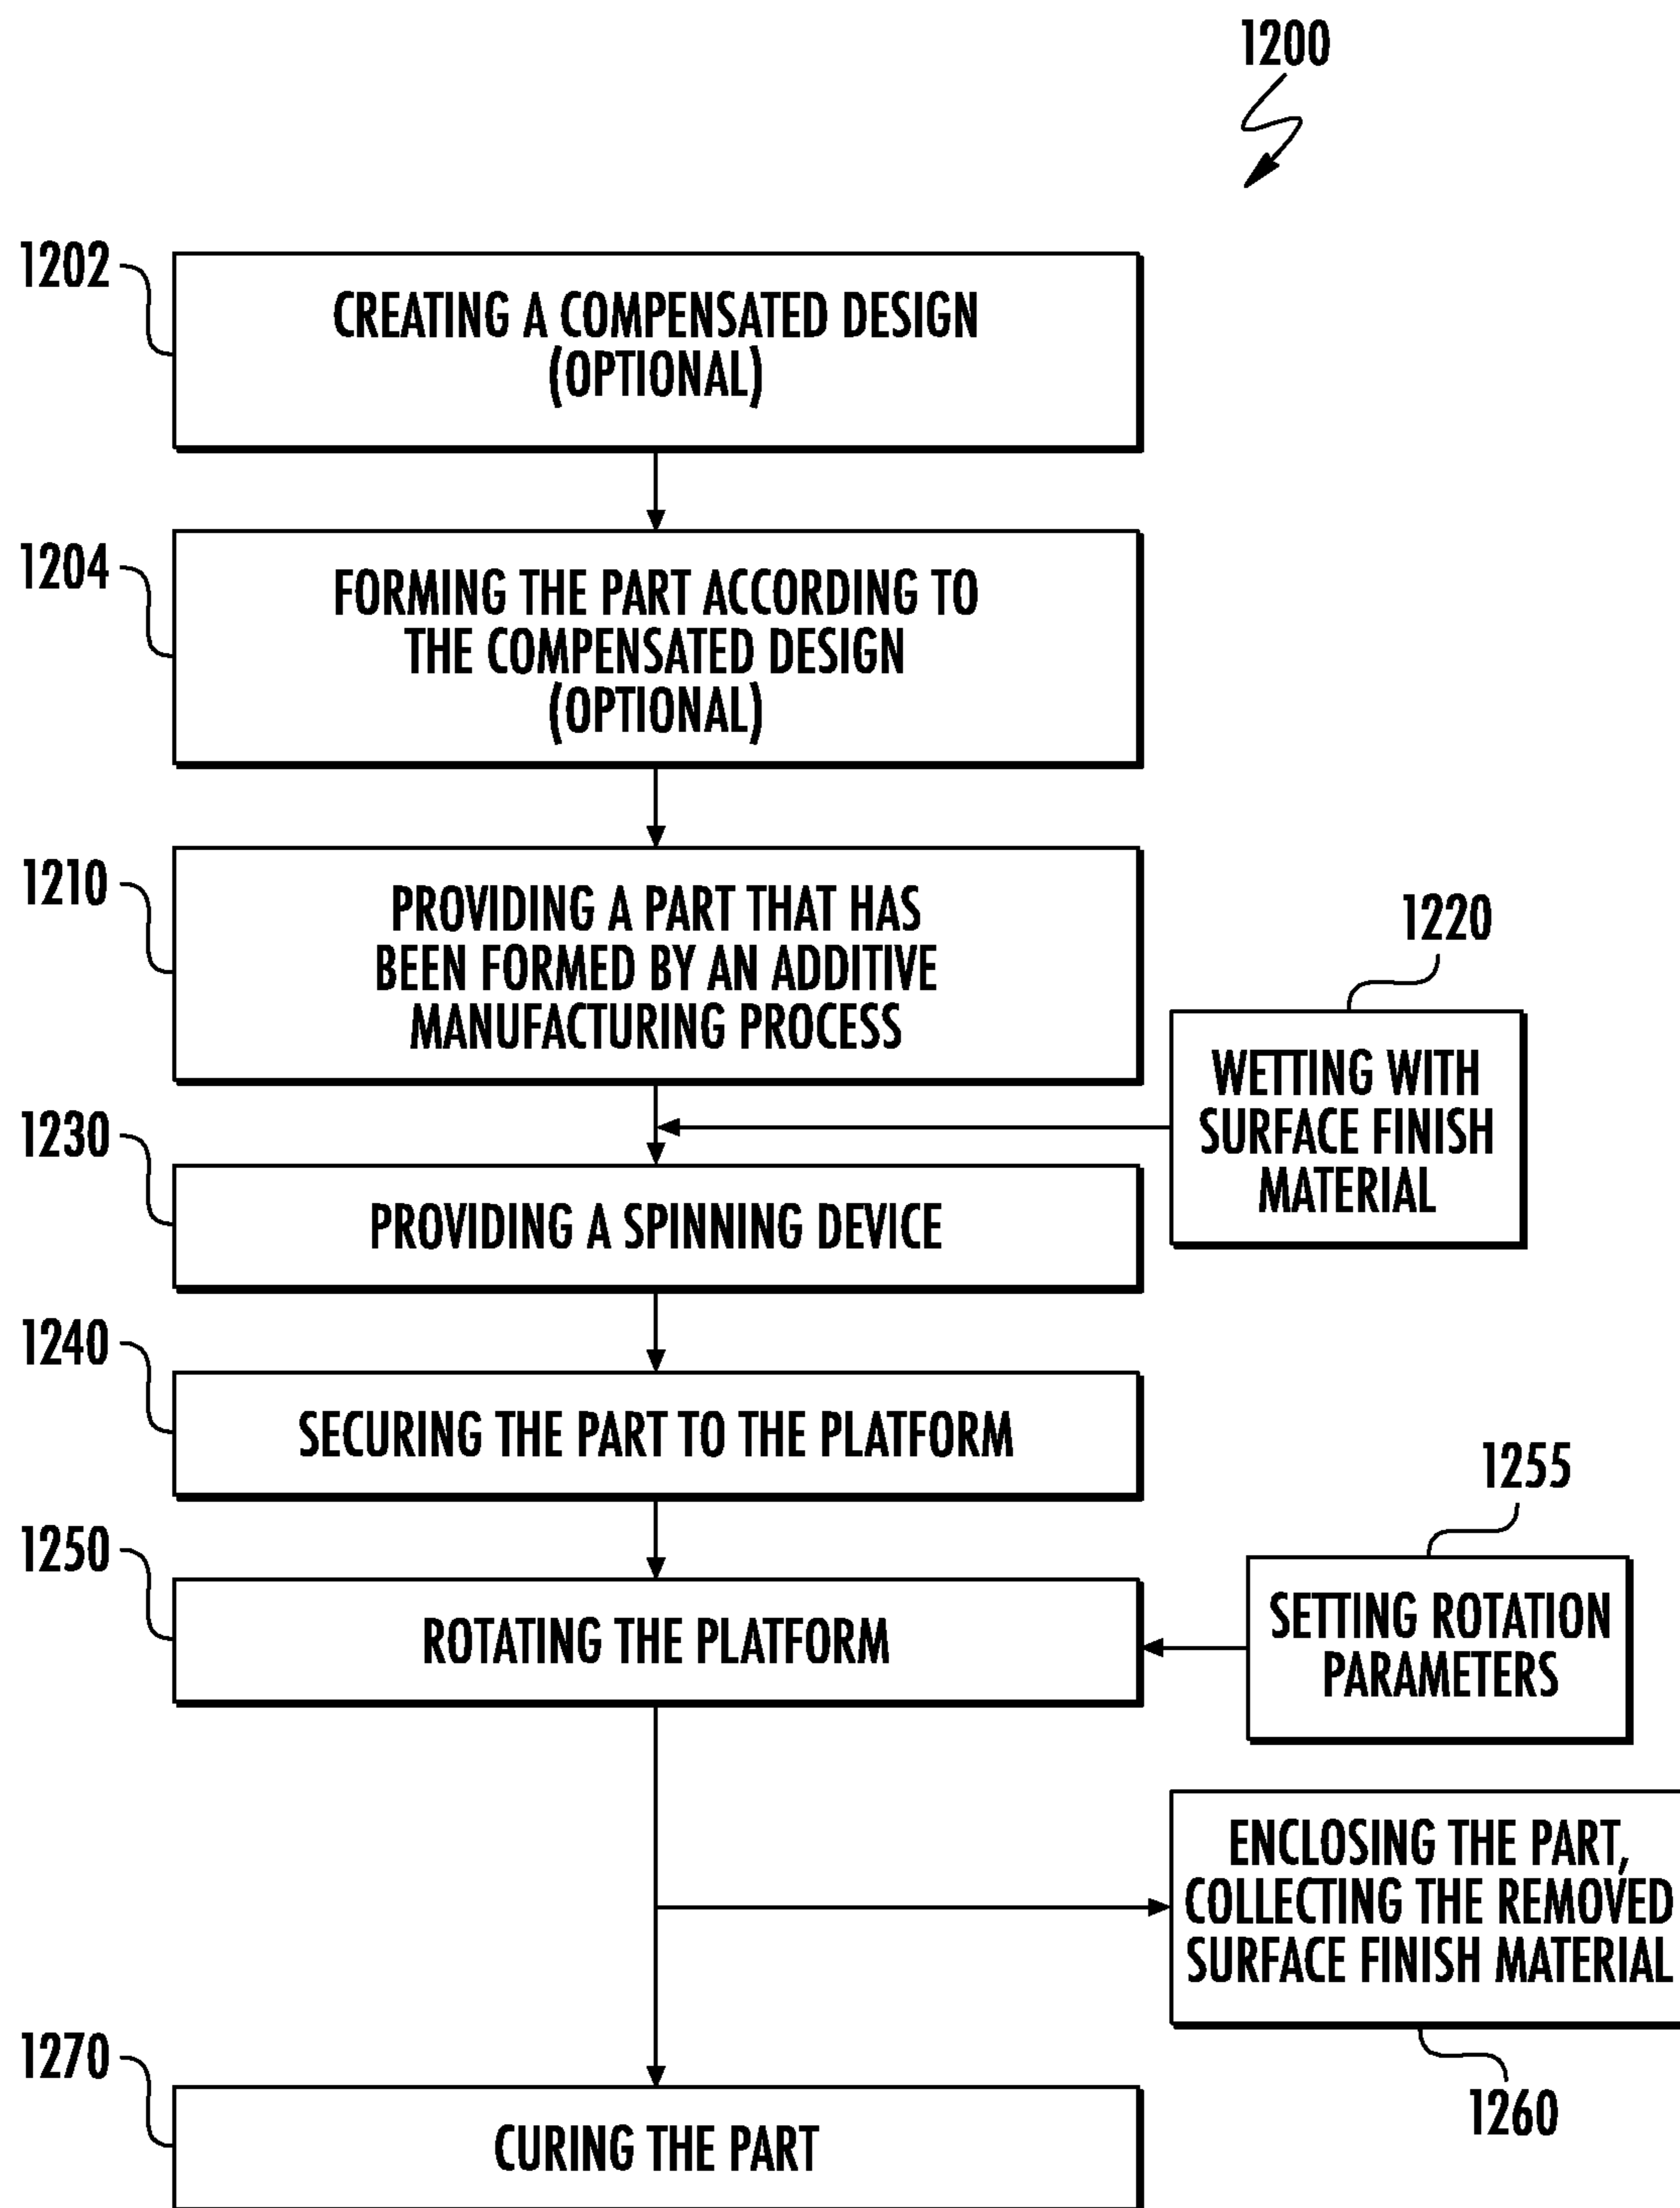 1200
1202
CREATING A COMPENSATED DESIGN
(OPTIONAL)
1204
FORMING THE PART ACCORDING TO
THE COMPENSATED DESIGN
(OPTIONAL)
1210
PROVIDING A PART THAT HAS
BEEN FORMED BY AN ADDITIVE
MANUFACTURING PROCESS
1220
WETTING WITH
SURFACE FINISH
MATERIAL
1230
PROVIDING A SPINNING DEVICE
1240
SECURING THE PART TO THE PLATFORM
1250
ROTATING THE PLATFORM
1255
SETTING ROTATION
PARAMETERS
ENCLOSING THE PART,
COLLECTING THE REMOVED
SURFACE FINISH MATERIAL
1260
1270
CURING THE PART